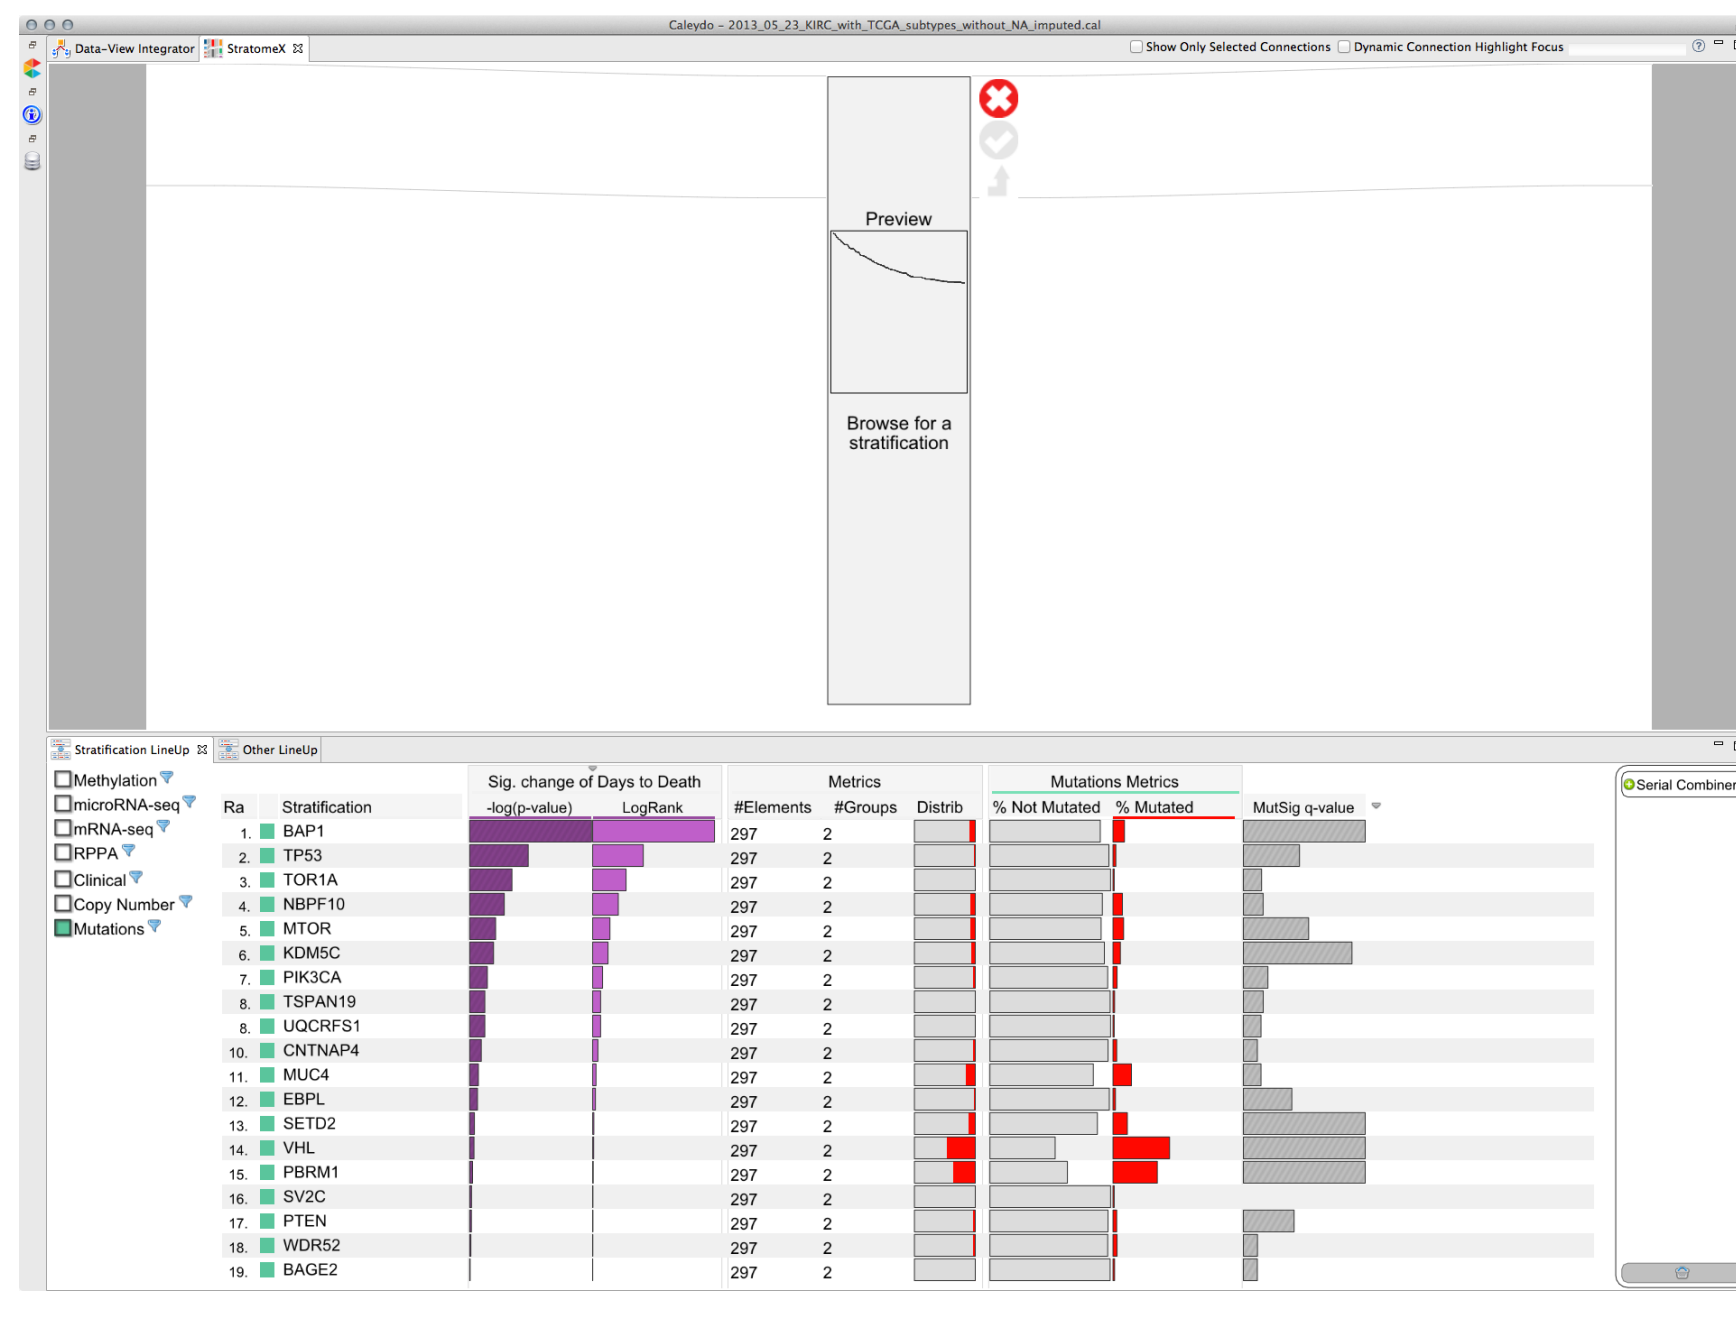 Caleydo - 2013_05_23_KIRC_with_TCGA_subtypes_without_NA_imputed.cal
Data-View Integrator StratomeX Show Only Selected Connections Dynamic Connection Highlight Focus
Preview
Browse for a
stratification
Stratification LineUp Other LineUp
Methylation
microRNA-seq
mRNA-seq
RPPA
Clinical
Copy Number
Mutations
Sig. change of Days to Death Metrics Mutations Metrics
Ra Stratification -log(p-value) LogRank #Elements #Groups Distrib % Not Mutated % Mutated MutSig q-value
1. BAP1 297 2
2. TP53 297 2
3. TOR1A 297 2
4. NBPF10 297 2
5. MTOR 297 2
6. KDM5C 297 2
7. PIK3CA 297 2
8. TSPAN19 297 2
8. UQCRFS1 297 2
10. CNTNAP4 297 2
11. MUC4 297 2
12. EBPL 297 2
13. SETD2 297 2
14. VHL 297 2
15. PBRM1 297 2
16. SV2C 297 2
17. PTEN 297 2
18. WDR52 297 2
19. BAGE2 297 2
Serial Combiner